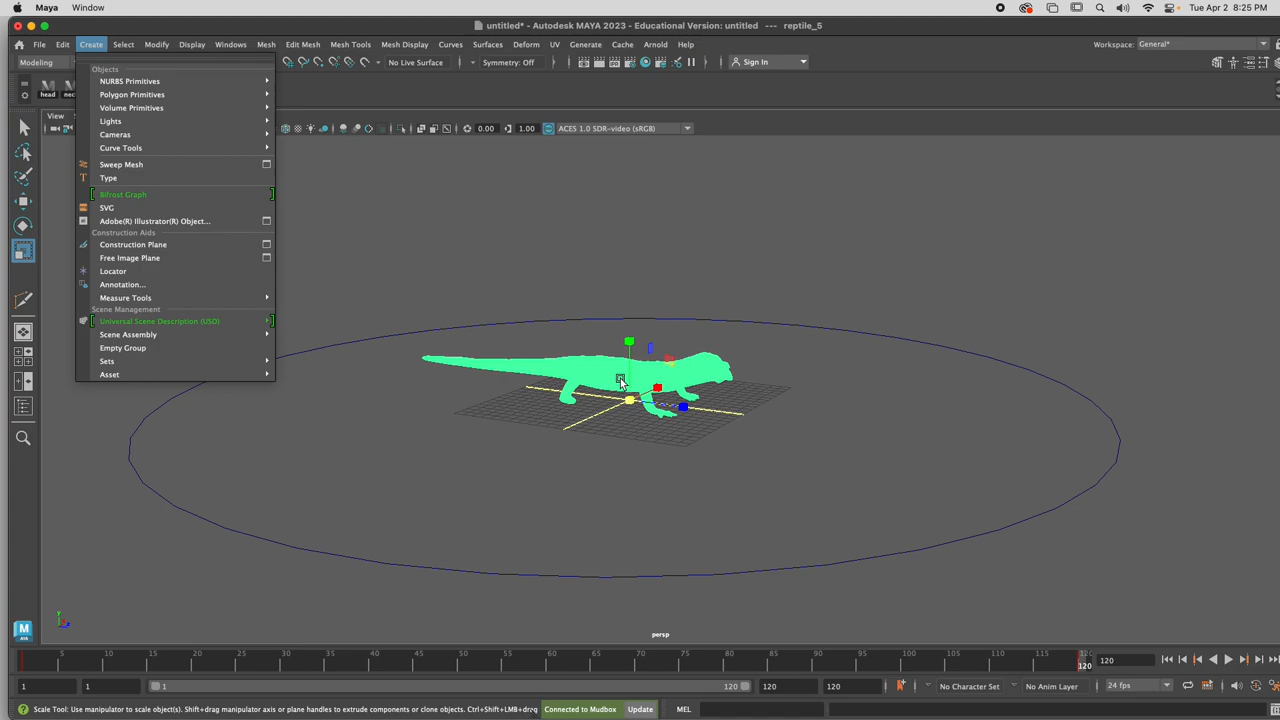 Maya Window Tue Apr 2 8:25 PM
untitled* - Autodesk MAYA 2023 - Educational Version: untitled --- reptile_5
File Edit Create Select Modify Display Windows Mesh Edit Mesh Mesh Tools Mesh Display Curves Surfaces Deform UV Generate Cache Arnold Help Workspace: General*
Modeling No Live Surface Symmetry: Off Sign In
Objects
NURBS Primitives
Polygon Primitives
Volume Primitives
Lights
Cameras
Curve Tools
Sweep Mesh
Type
Bifrost Graph
SVG
Adobe(R) Illustrator(R) Object...
Construction Aids
Construction Plane
Free Image Plane
Locator
Annotation...
Measure Tools
Scene Management
Universal Scene Description (USD)
Scene Assembly
Empty Group
Sets
Asset
head
View
0.00 1.00 ACES 1.0 SDR-video (sRGB)
persp
5 10 15 20 25 30 35 40 45 50 55 60 65 70 75 80 85 90 95 100 105 110 115 120
120 120
1 1 1 120 120 120 No Character Set No Anim Layer 24 fps
Scale Tool: Use manipulator to scale object(s). Shift+drag manipulator axis or plane handles to extrude components or clone objects. Ctrl+Shift+LMB+drag Connected to Mudbox Update MEL